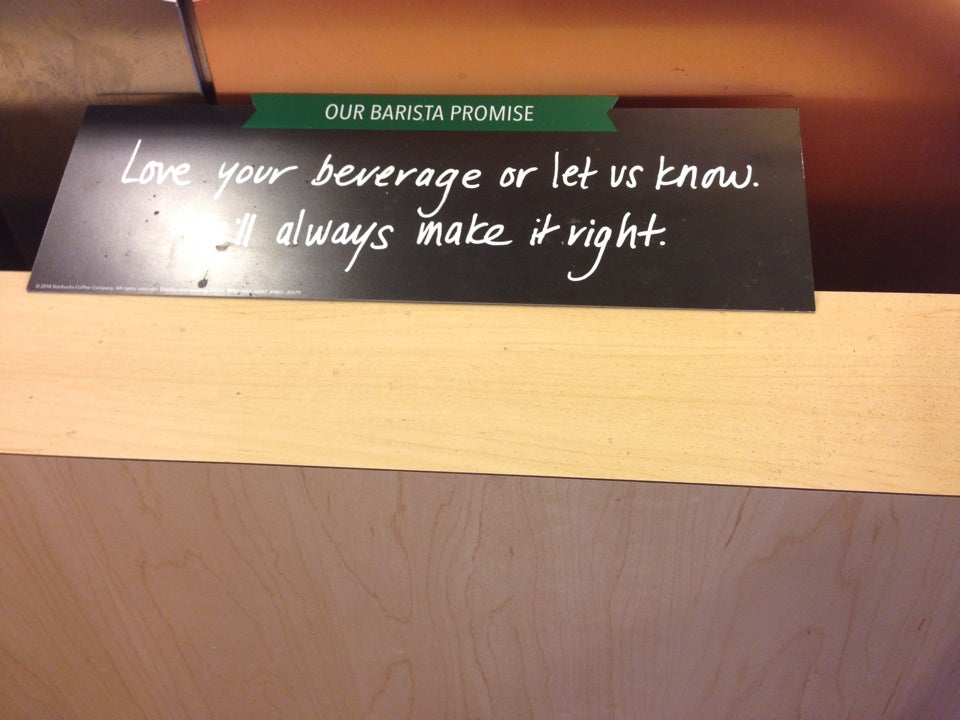 OUR BARISTA PROMISE
Love your beverage or let us know.
always make it right.